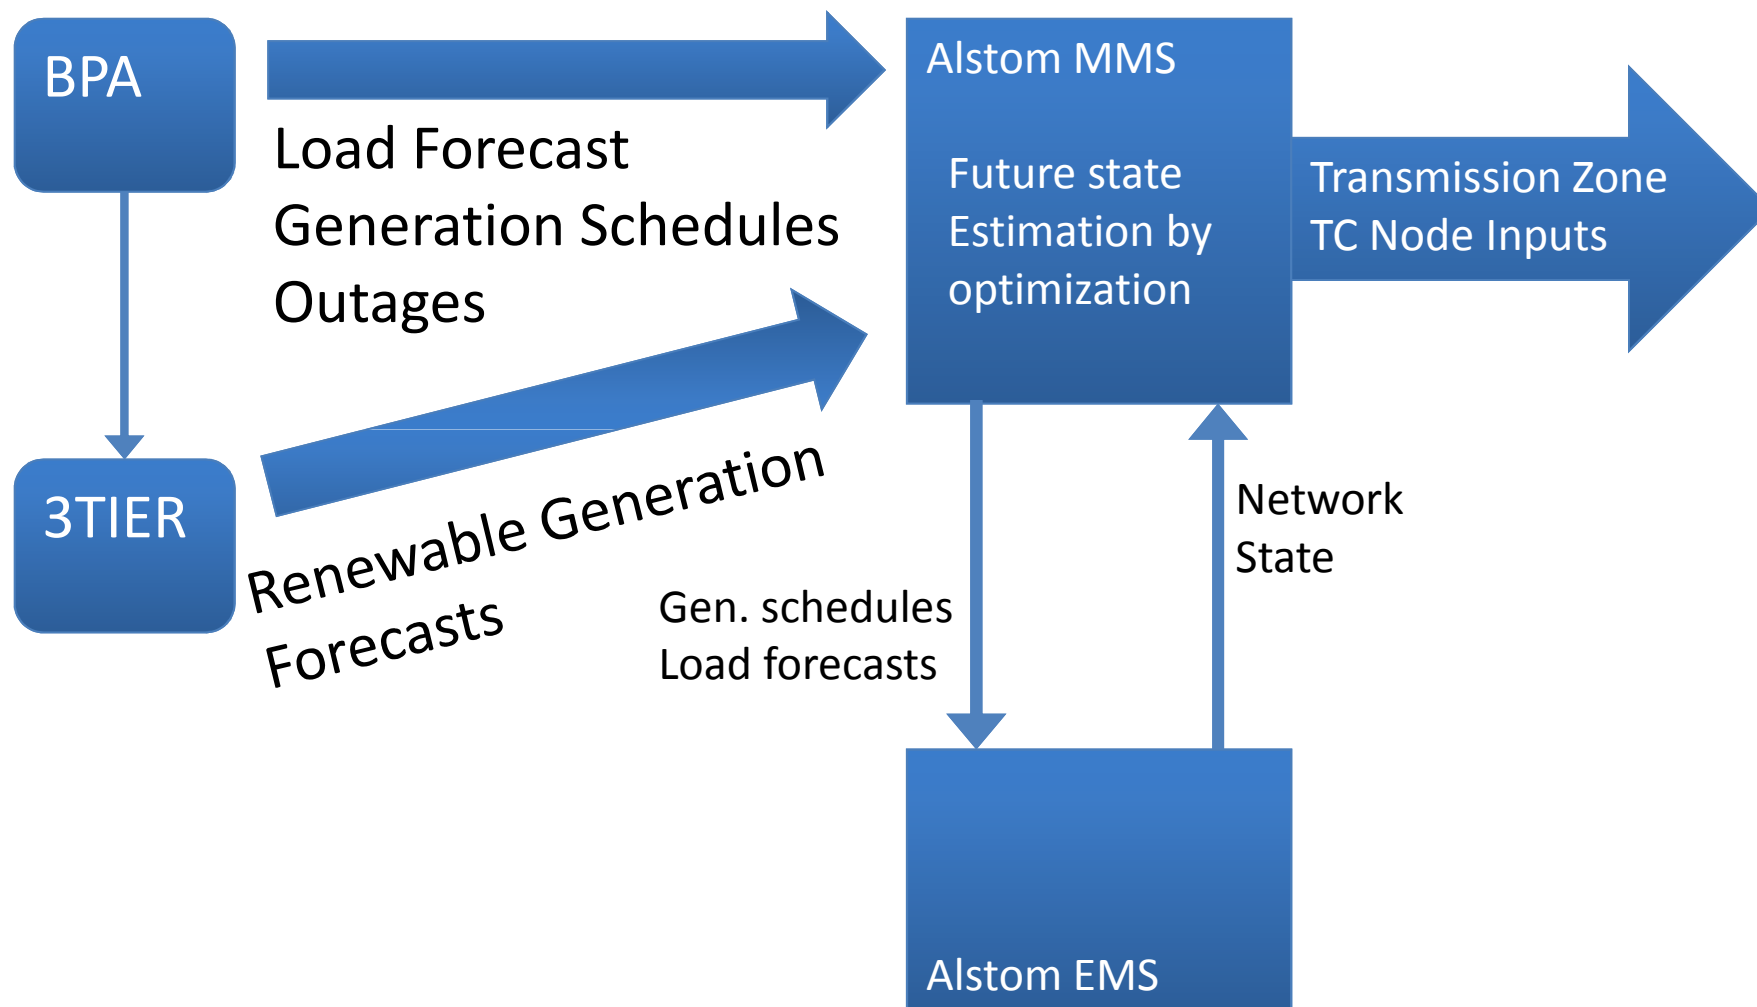 BPA
Load Forecast
Generation Schedules
Outages
3TIER
Renewable Generation
Forecasts
Alstom MMS
Future state
Estimation by
optimization
Transmission Zone
TC Node Inputs
Gen. schedules
Load forecasts
Network
State
Alstom EMS